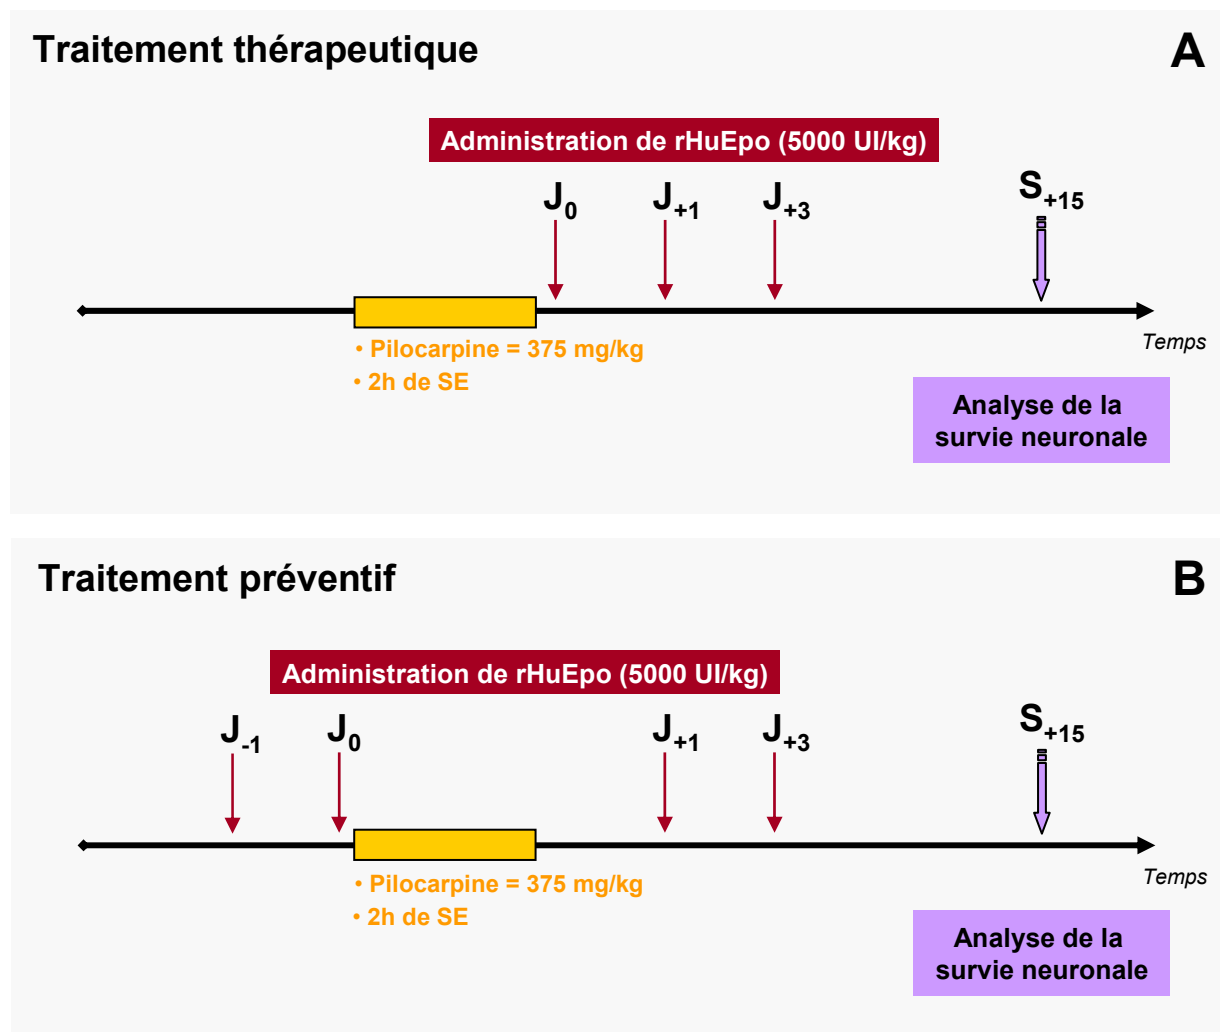 Traitement thérapeutique
A
Administration de rHuEpo (5000 UI/kg)
J0 J+1 J+3 S+15
Temps
• Pilocarpine = 375 mg/kg
• 2h de SE
Analyse de la
survie neuronale
Traitement préventif
B
Administration de rHuEpo (5000 UI/kg)
J-1 J0 J+1 J+3 S+15
Temps
• Pilocarpine = 375 mg/kg
• 2h de SE
Analyse de la
survie neuronale